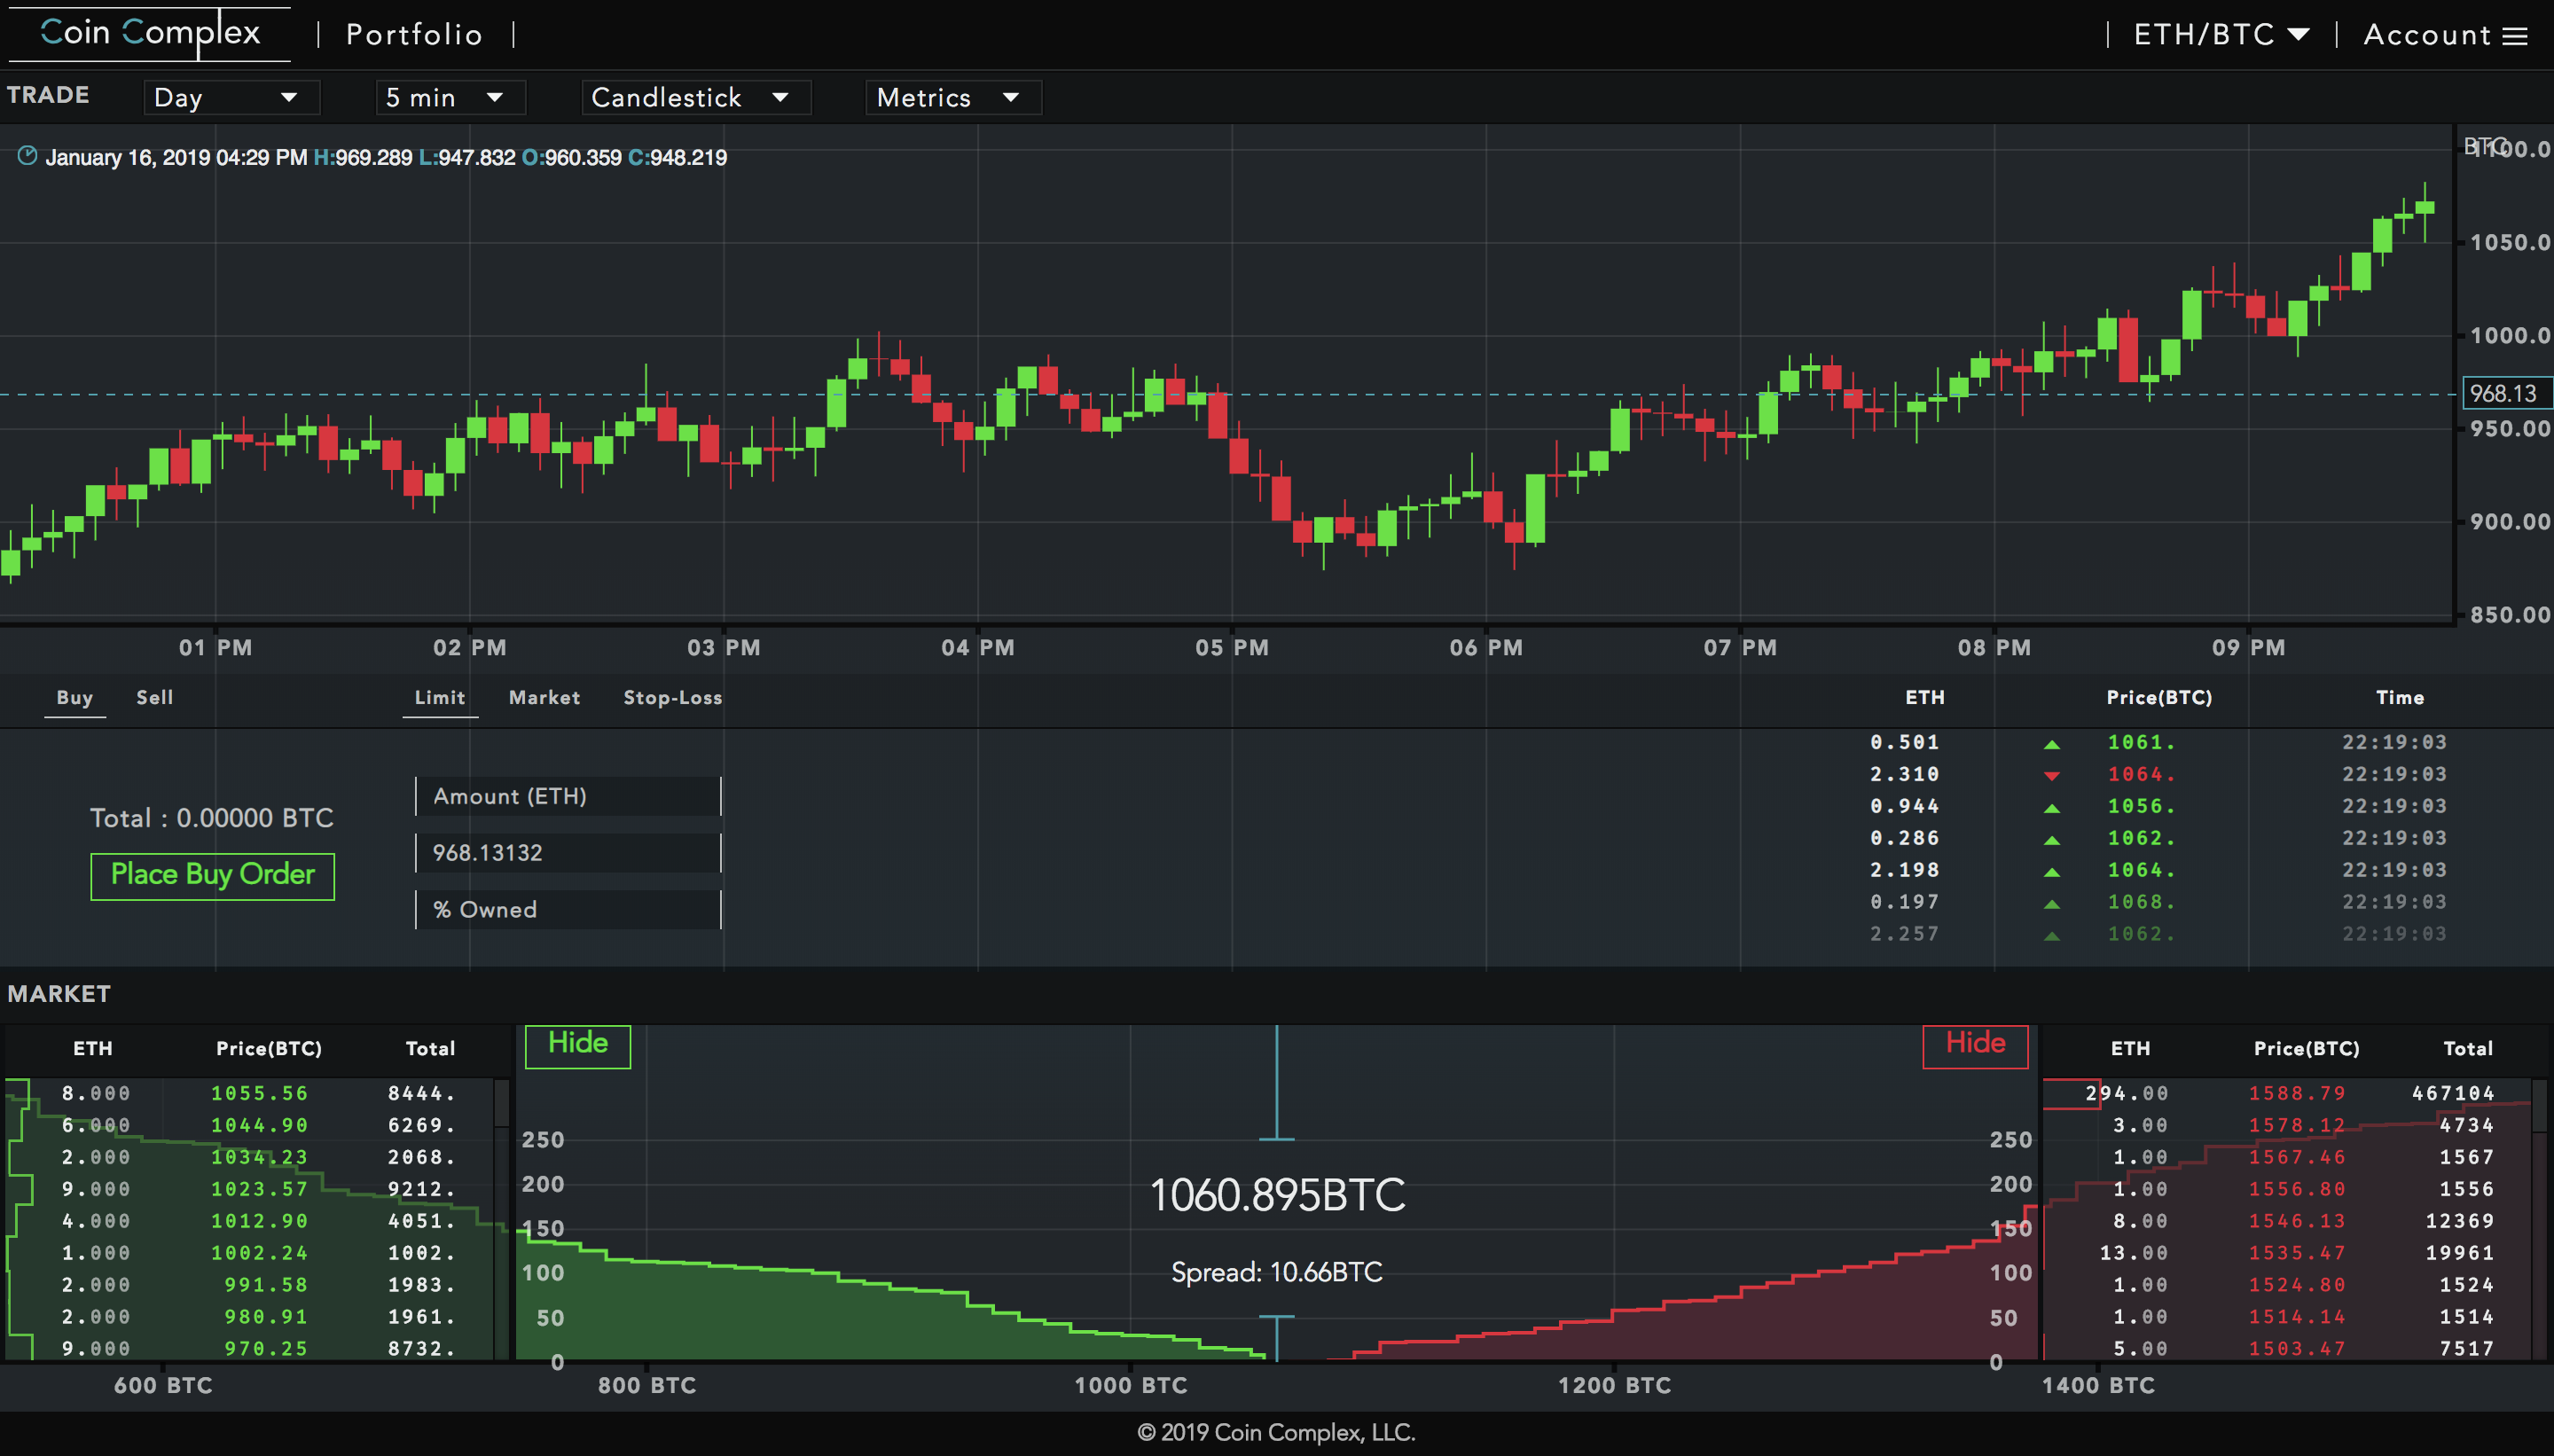 Coin Complex | Portfolio | | ETH/BTC | Account
TRADE Day 5 min Candlestick Metrics
January 16, 2019 04:29 PM H:969.289 L:947.832 O:960.359 C:948.219
BTC
1100.0
1050.0
1000.0
968.13
950.00
900.00
850.00
01 PM 02 PM 03 PM 04 PM 05 PM 06 PM 07 PM 08 PM 09 PM
Buy Sell Limit Market Stop-Loss
Total : 0.00000 BTC
Place Buy Order
Amount (ETH)
968.13132
% Owned
ETH Price(BTC) Time
0.501 1061. 22:19:03
2.310 1064. 22:19:03
0.944 1056. 22:19:03
0.286 1062. 22:19:03
2.198 1064. 22:19:03
0.197 1068. 22:19:03
2.257 1062. 22:19:03
MARKET
ETH Price(BTC) Total
8.000 1055.56 8444.
6.000 1044.90 6269.
2.000 1034.23 2068.
9.000 1023.57 9212.
4.000 1012.90 4051.
1.000 1002.24 1002.
2.000 991.58 1983.
2.000 980.91 1961.
9.000 970.25 8732.
Hide Hide
250 250
200 200
150 150
100 100
50 50
0 0
1060.895BTC
Spread: 10.66BTC
ETH Price(BTC) Total
294.00 1588.79 467104
3.00 1578.12 4734
1.00 1567.46 1567
1.00 1556.80 1556
8.00 1546.13 12369
13.00 1535.47 19961
1.00 1524.80 1524
1.00 1514.14 1514
5.00 1503.47 7517
600 BTC 800 BTC 1000 BTC 1200 BTC 1400 BTC
© 2019 Coin Complex, LLC.